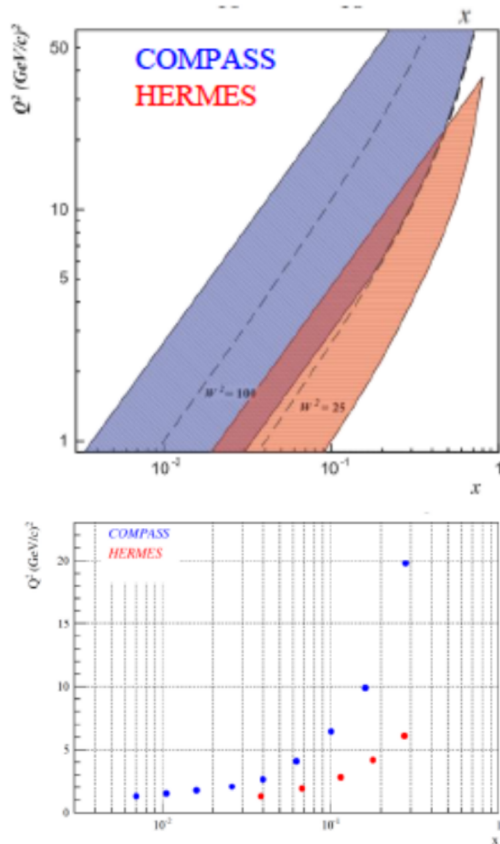 x
Q² (GeV/c)²
COMPASS
HERMES
50
10
5
1
W² = 100
W² = 25
10⁻²
10⁻¹
1
x
Q² (GeV/c)²
COMPASS
HERMES
20
15
10
5
0
10⁻²
10⁻¹
1
x